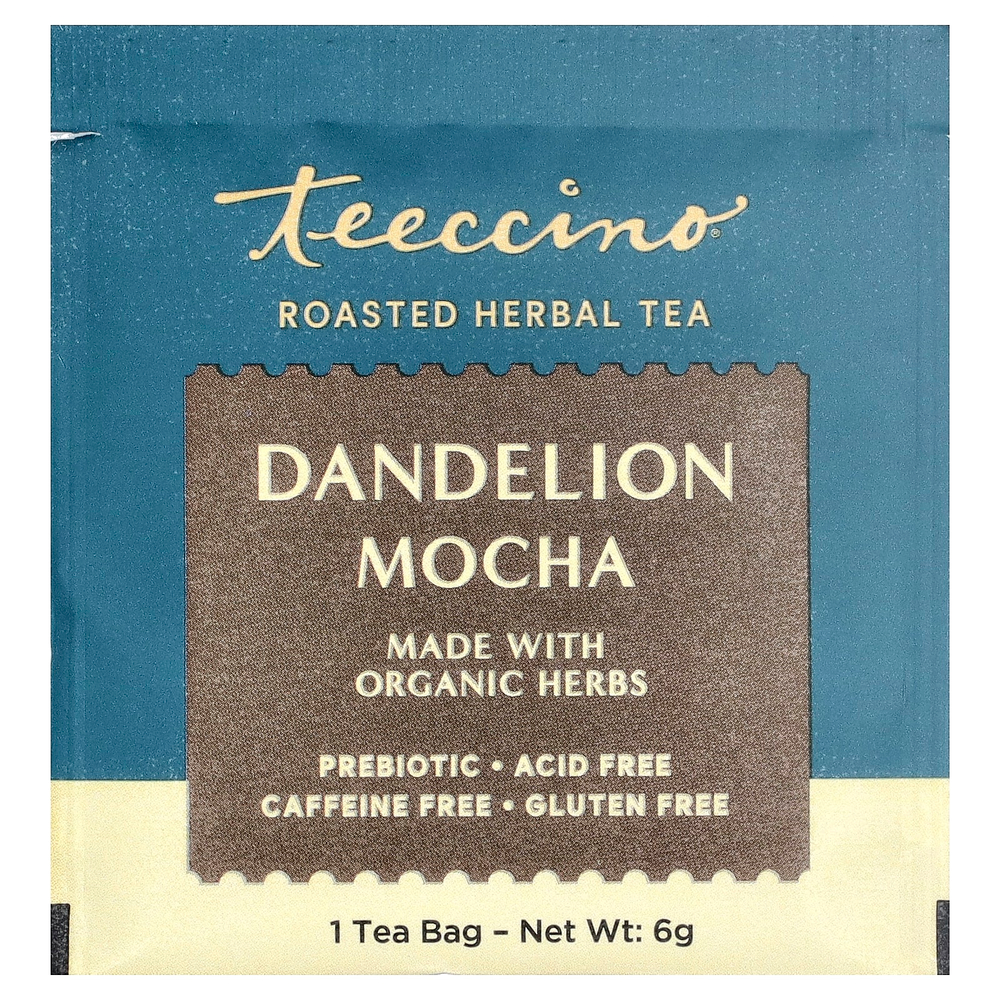 teeccino®
ROASTED HERBAL TEA
DANDELION
MOCHA
MADE WITH
ORGANIC HERBS
PREBIOTIC • ACID FREE
CAFFEINE FREE • GLUTEN FREE
1 Tea Bag – Net Wt: 6g